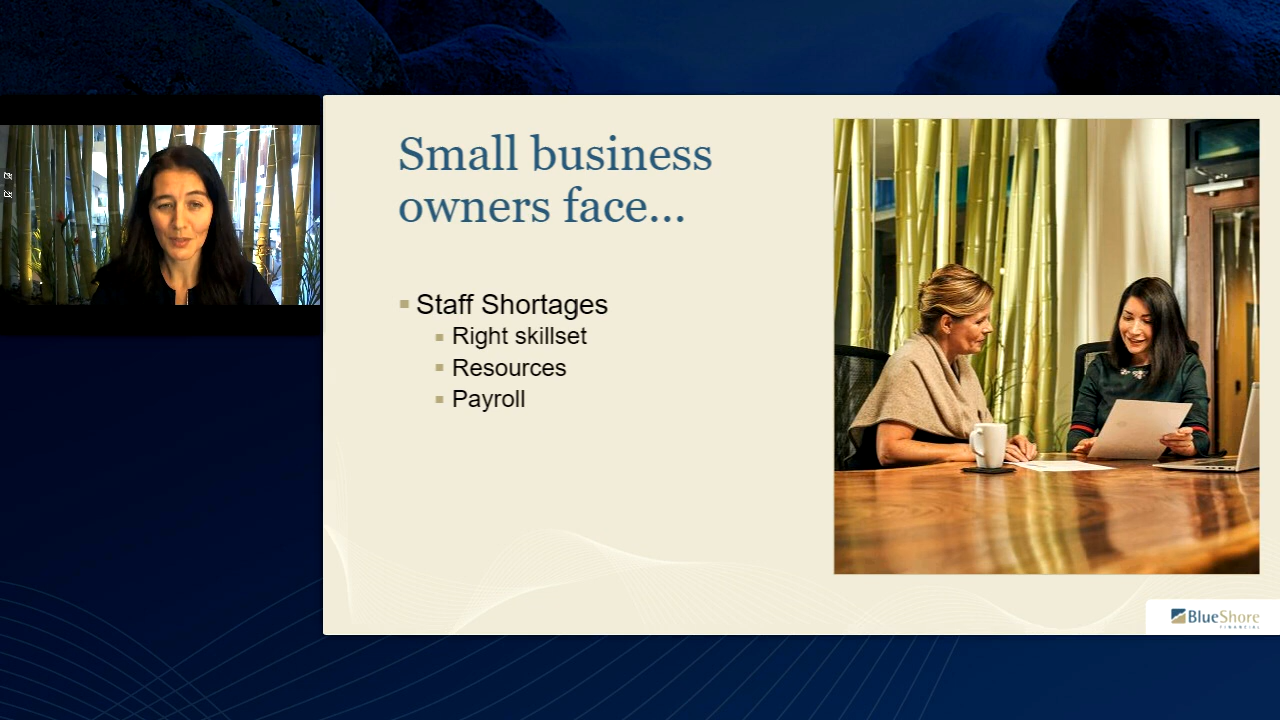 Small business
owners face...
Staff Shortages
Right skillset
Resources
Payroll
BlueShore
FINANCIAL